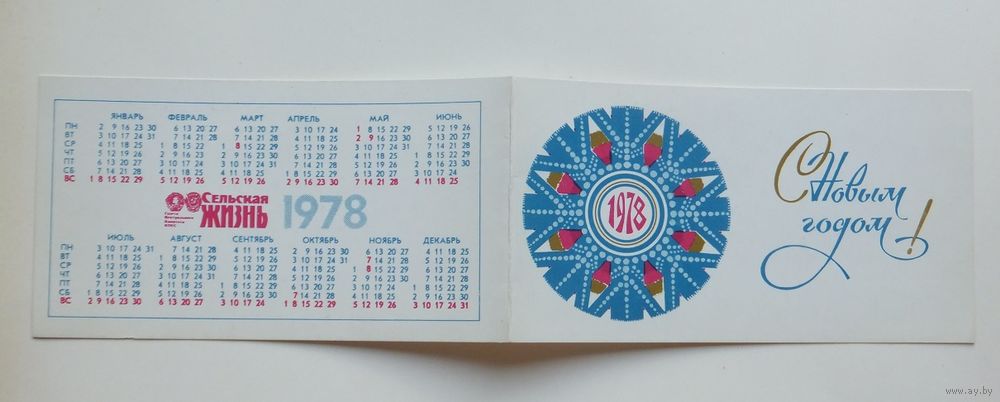 ЯНВАРЬ ФЕВРАЛЬ МАРТ АПРЕЛЬ МАЙ ИЮНЬ
ПН 2 9 16 23 30 6 13 20 27 6 13 20 27 3 10 17 24 1 8 15 22 29 5 12 19 26
ВТ 3 10 17 24 31 7 14 21 28 7 14 21 28 4 11 18 25 2 9 16 23 30 6 13 20 27
СР 4 11 18 25 1 8 15 22 1 8 15 22 29 5 12 19 26 3 10 17 24 31 7 14 21 28
ЧТ 5 12 19 26 2 9 16 23 2 9 16 23 30 6 13 20 27 4 11 18 25 1 8 15 22 29
ПТ 6 13 20 27 3 10 17 24 3 10 17 24 31 7 14 21 28 5 12 19 26 2 9 16 23 30
СБ 7 14 21 28 4 11 18 25 4 11 18 25 1 8 15 22 29 6 13 20 27 3 10 17 24
ВС 1 8 15 22 29 5 12 19 26 5 12 19 26 2 9 16 23 30 7 14 21 28 4 11 18 25
СЕЛЬСКАЯ
ЖИЗНЬ
Газета
Центрального
Комитета
КПСС
1978
ИЮЛЬ АВГУСТ СЕНТЯБРЬ ОКТЯБРЬ НОЯБРЬ ДЕКАБРЬ
ПН 3 10 17 24 31 7 14 21 28 4 11 18 25 2 9 16 23 30 6 13 20 27 4 11 18 25
ВТ 4 11 18 25 1 8 15 22 29 5 12 19 26 3 10 17 24 31 7 14 21 28 5 12 19 26
СР 5 12 19 26 2 9 16 23 30 6 13 20 27 4 11 18 25 1 8 15 22 29 6 13 20 27
ЧТ 6 13 20 27 3 10 17 24 31 7 14 21 28 5 12 19 26 2 9 16 23 30 7 14 21 28
ПТ 7 14 21 28 4 11 18 25 1 8 15 22 29 6 13 20 27 3 10 17 24 1 8 15 22 29
СБ 1 8 15 22 29 5 12 19 26 2 9 16 23 30 7 14 21 28 4 11 18 25 2 9 16 23 30
ВС 2 9 16 23 30 6 13 20 27 3 10 17 24 1 8 15 22 29 5 12 19 26 3 10 17 24 31
1978
С Новым
годом!
www.ay.by